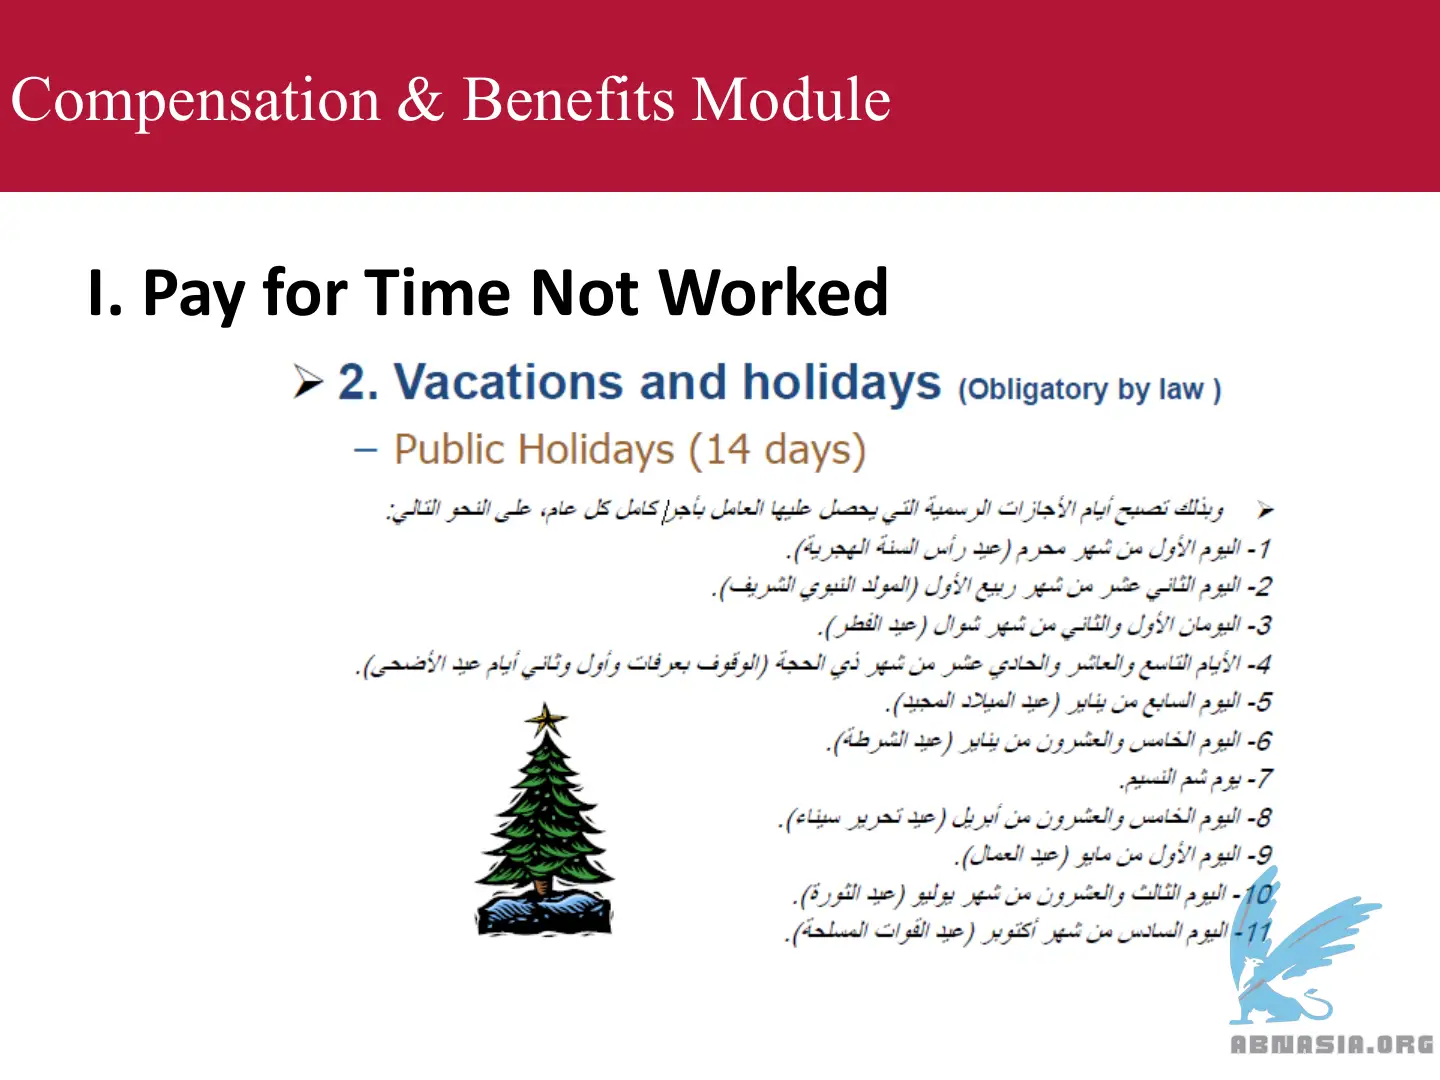 Compensation & Benefits Module
I. Pay for Time Not Worked
➢ 2. Vacations and holidays (Obligatory by law )
– Public Holidays (14 days)
➢ وبذلك تصبح أيام الأجازات الرسمية التي يحصل عليها العامل بأجر كامل كل عام، على النحو التالي:
1- اليوم الأول من شهر محرم (عيد رأس السنة الهجرية).
2- اليوم الثاني عشر من شهر ربيع الأول (المولد النبوي الشريف).
3- اليومان الأول والثاني من شهر شوال (عيد الفطر).
4- الأيام التاسع والعاشر والحادي عشر من شهر ذي الحجة (الوقوف بعرفات وأول وثاني أيام عيد الأضحى).
5- اليوم السابع من يناير (عيد الميلاد المجيد).
6- اليوم الخامس والعشرون من يناير (عيد الشرطة).
7- يوم شم النسيم.
8- اليوم الخامس والعشرون من أبريل (عيد تحرير سيناء).
9- اليوم الأول من مايو (عيد العمال).
10- اليوم الثالث والعشرون من شهر يوليو (عيد الثورة).
11- اليوم السادس من شهر أكتوبر (عيد القوات المسلحة).
ABNASIA.ORG